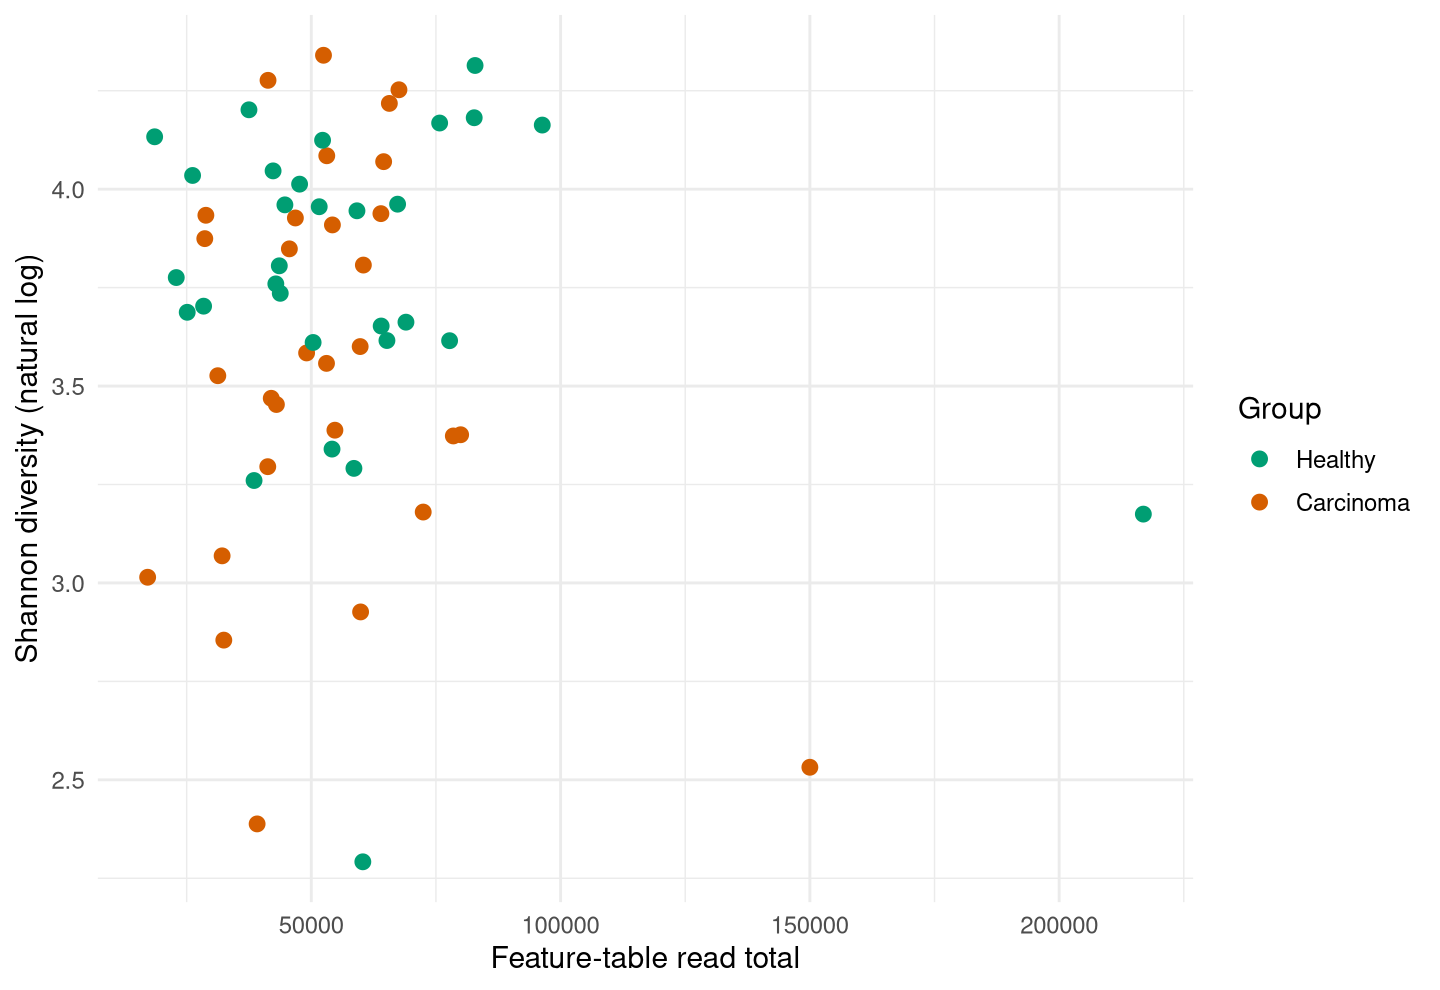 Shannon diversity (natural log)
4.0
3.5
3.0
2.5
50000 100000 150000 200000
Feature-table read total
Group
Healthy
Carcinoma